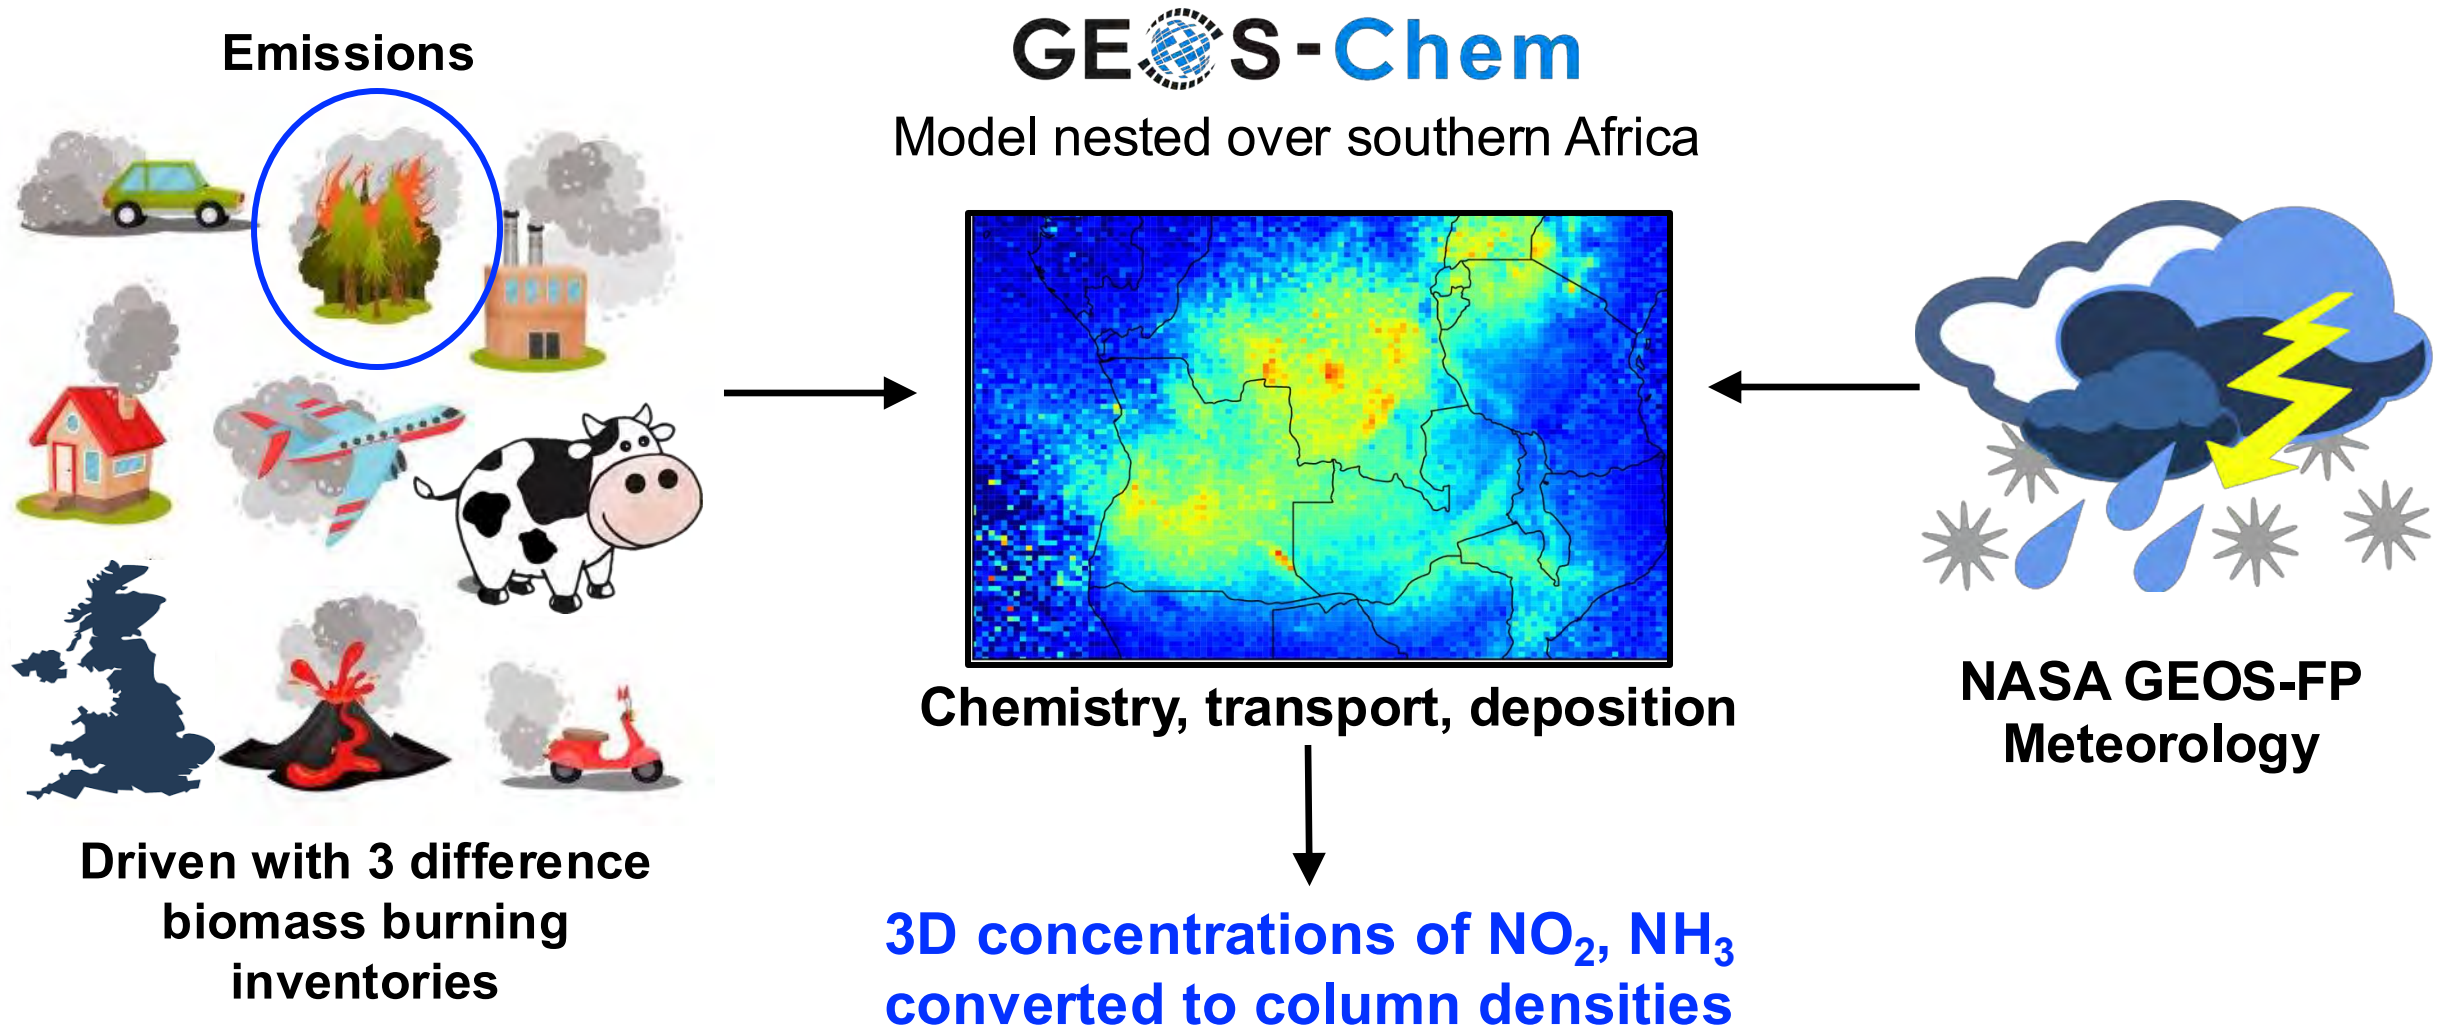 Emissions
GEOS-Chem
Model nested over southern Africa
Chemistry, transport, deposition
NASA GEOS-FP
Meteorology
Driven with 3 difference
biomass burning
inventories
3D concentrations of NO₂, NH₃
converted to column densities